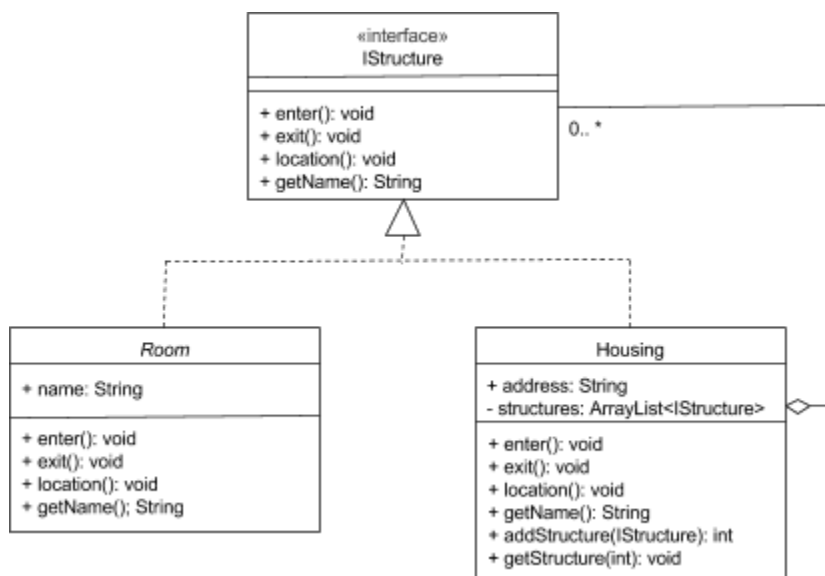 «interface»
IStructure
+ enter(): void
+ exit(): void
+ location(): void
+ getName(): String
0.. *
Room
+ name: String
+ enter(): void
+ exit(): void
+ location(): void
+ getName(); String
Housing
+ address: String
- structures: ArrayList<IStructure>
+ enter(): void
+ exit(): void
+ location(): void
+ getName(): String
+ addStructure(IStructure): int
+ getStructure(int): void